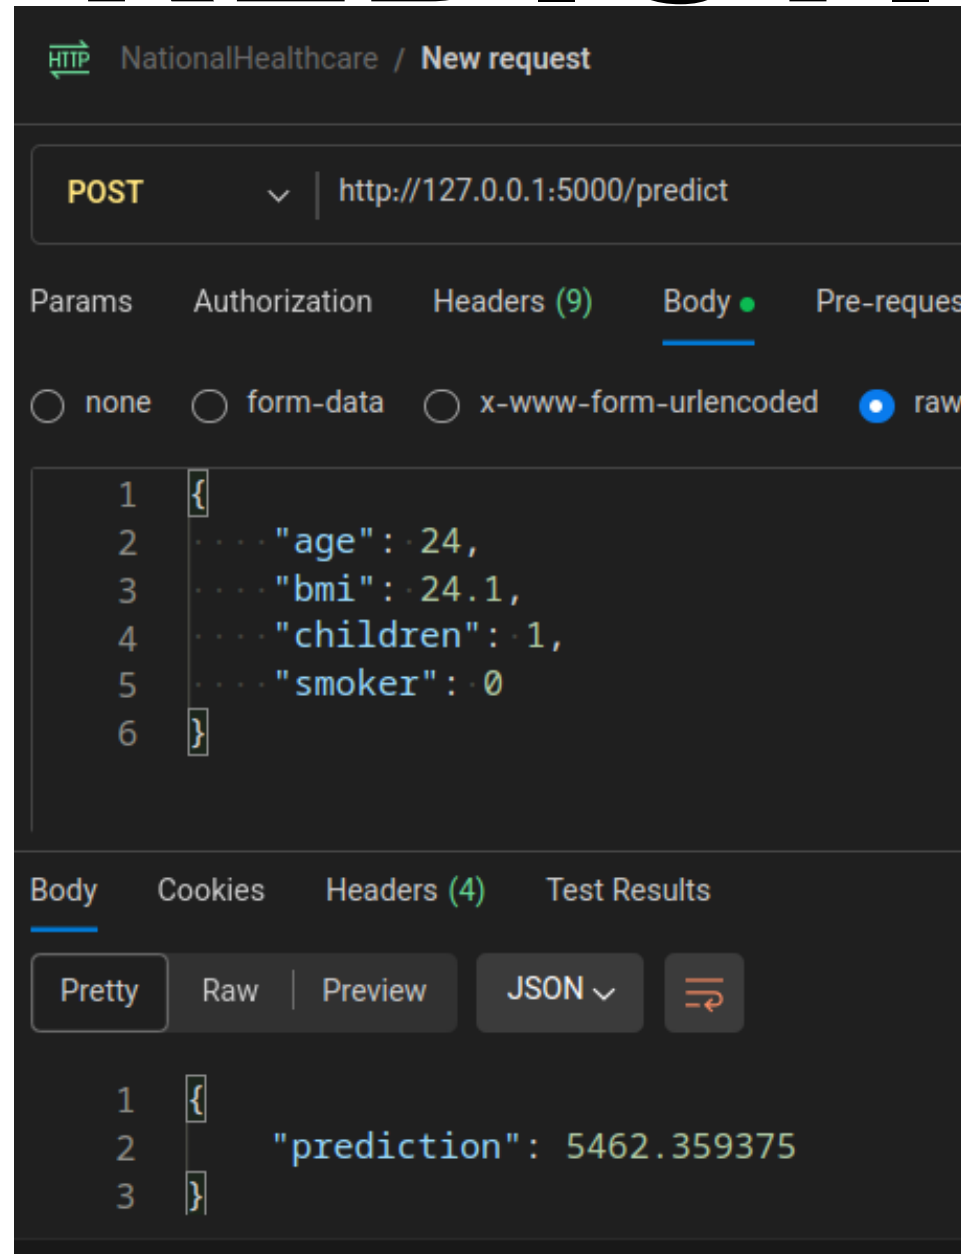 HTTP NationalHealthcare / New request
POST http://127.0.0.1:5000/predict
Params Authorization Headers (9) Body Pre-reques
none form-data x-www-form-urlencoded raw
1 {
2 "age": 24,
3 "bmi": 24.1,
4 "children": 1,
5 "smoker": 0
6 }
Body Cookies Headers (4) Test Results
Pretty Raw Preview JSON
1 {
2 "prediction": 5462.359375
3 }